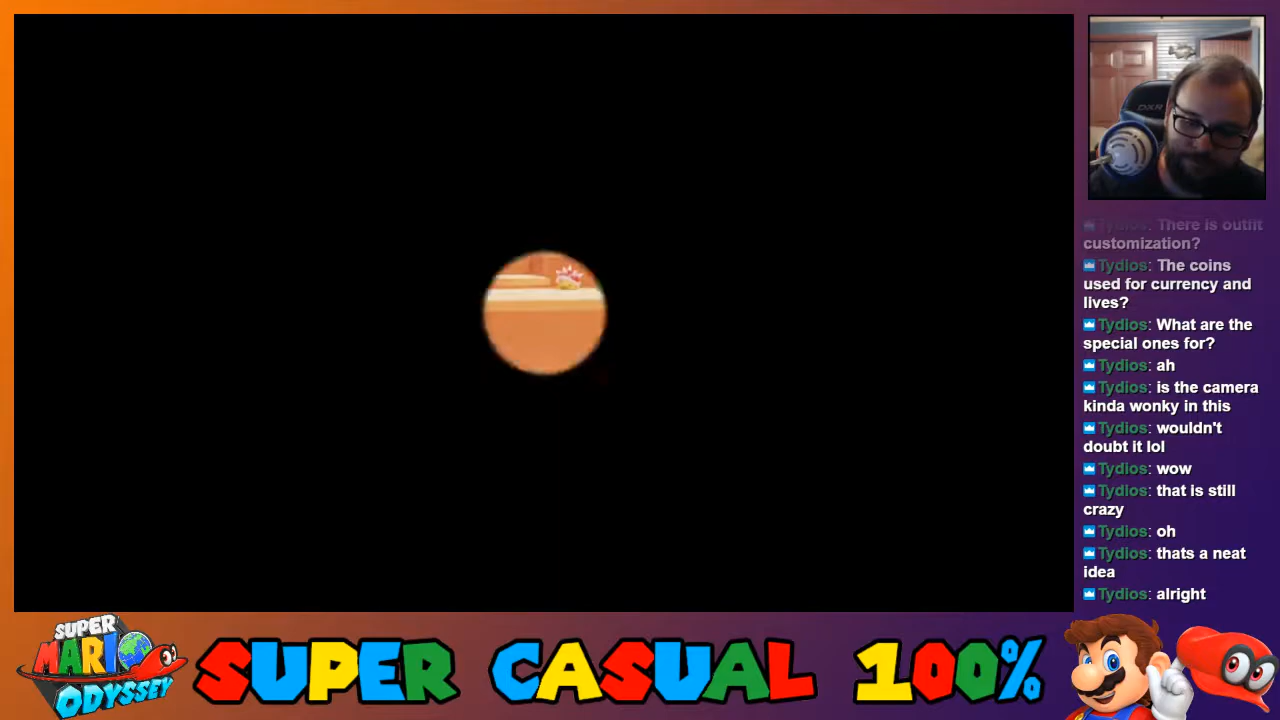 DXR
Tydios: There is outfit
customization?
Tydios: The coins
used for currency and
lives?
Tydios: What are the
special ones for?
Tydios: ah
Tydios: is the camera
kinda wonky in this
Tydios: wouldn't
doubt it lol
Tydios: wow
Tydios: that is still
crazy
Tydios: oh
Tydios: thats a neat
idea
Tydios: alright
SUPER
MARIO
ODYSSEY
SUPER CASUAL 100%